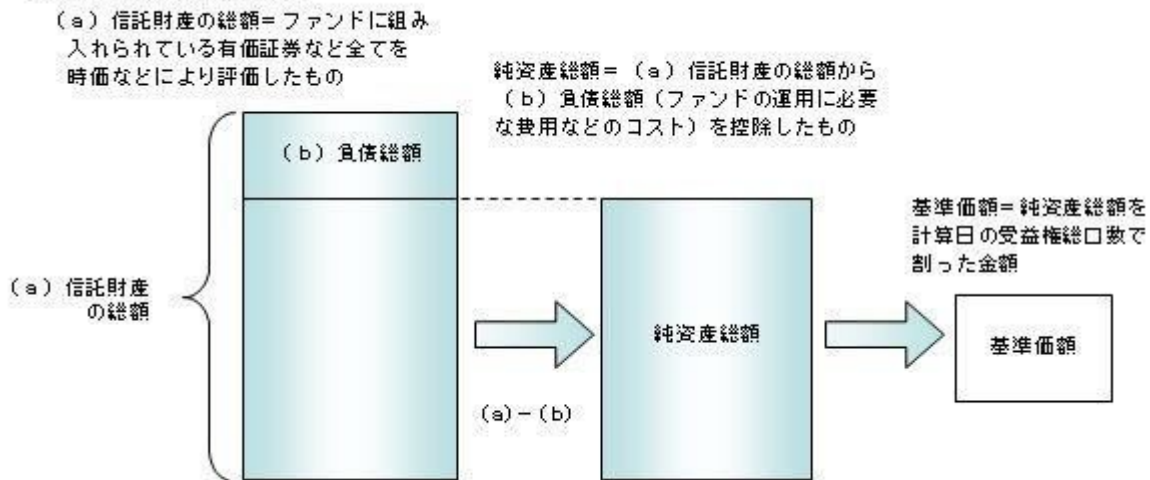 （a）信託財産の総額＝ファンドに組み
入れられている有価証券など全てを
時価などにより評価したもの
純資産総額＝（a）信託財産の総額から
（b）負債総額（ファンドの運用に必要
な費用などのコスト）を控除したもの
（b）負債総額
基準価額＝純資産総額を
計算日の受益権総口数で
割った金額
（a）信託財産
の総額
純資産総額
基準価額
（a）－（b）